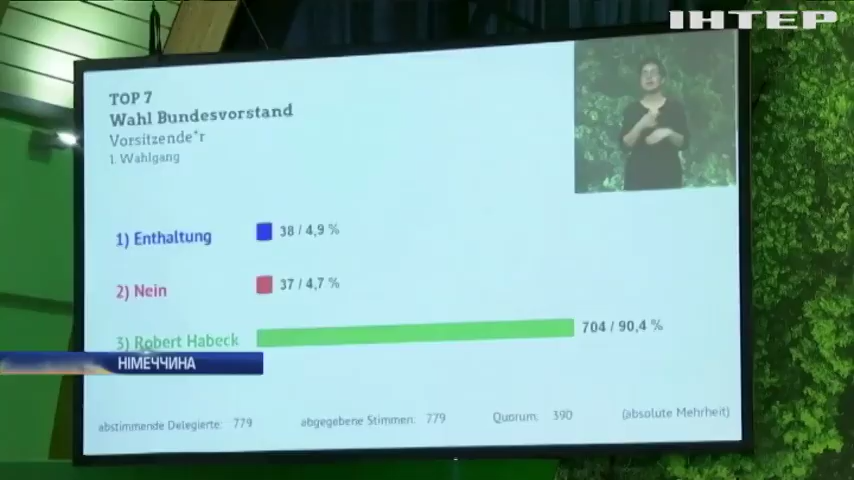 ІНТЕР
TOP 7
Wahl Bundesvorstand
Vorsitzende*r
1. Wahlgang
1) Enthaltung 38 / 4,9 %
2) Nein 37 / 4,7 %
3) Robert Habeck 704 / 90,4 %
НІМЕЧЧИНА
abstimmende Delegierte: 779 abgegebene Stimmen: 779 Quorum: 390 (absolute Mehrheit)